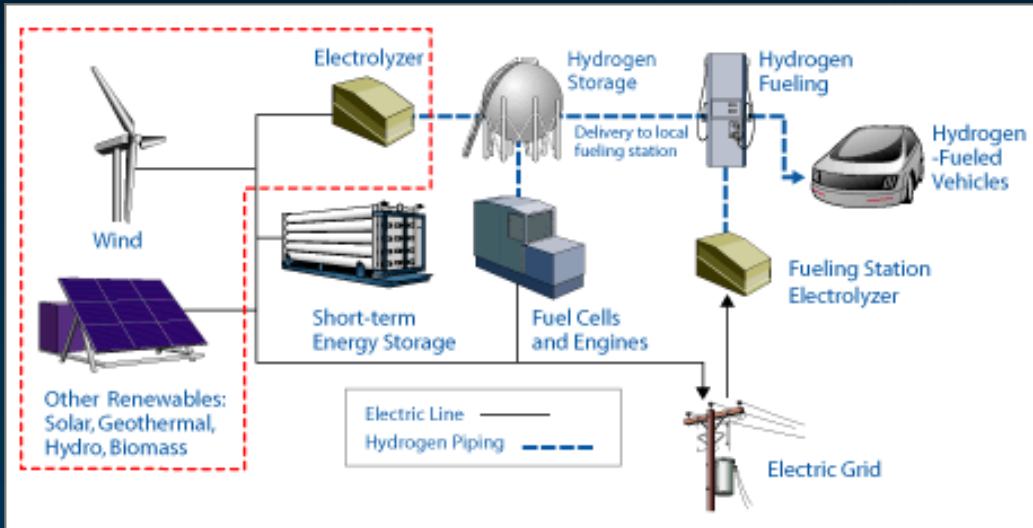 Electrolyzer
Hydrogen
Storage
Hydrogen
Fueling
Delivery to local
fueling station
Hydrogen
-Fueled
Vehicles
Wind
Short-term
Energy Storage
Fuel Cells
and Engines
Fueling Station
Electrolyzer
Other Renewables:
Solar, Geothermal,
Hydro, Biomass
Electric Line
Hydrogen Piping
Electric Grid